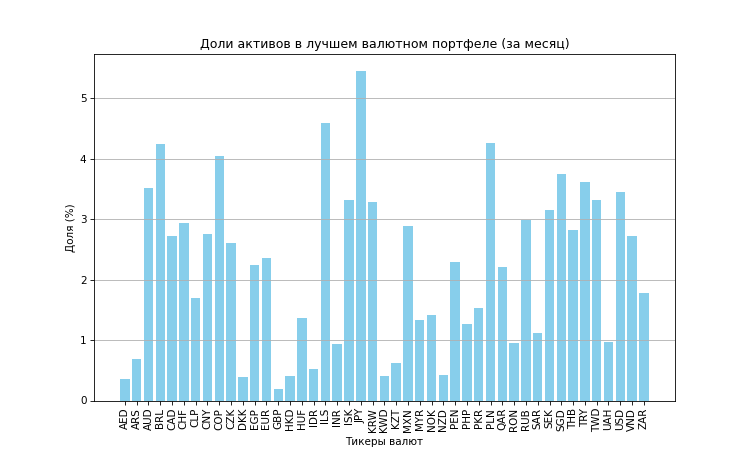 Доли активов в лучшем валютном портфеле (за месяц)
Доля (%)
5
4
3
2
1
0
AED ARS AUD BRL CAD CHF CLP CNY COP CZK DKK EGP EUR GBP HKD HUF IDR ILS INR ISK JPY KRW KWD KZT MXN MYR NOK NZD PEN PHP PKR PLN QAR RON RUB SAR SEK SGD THB TRY TWD UAH USD VND ZAR
Тикеры валют